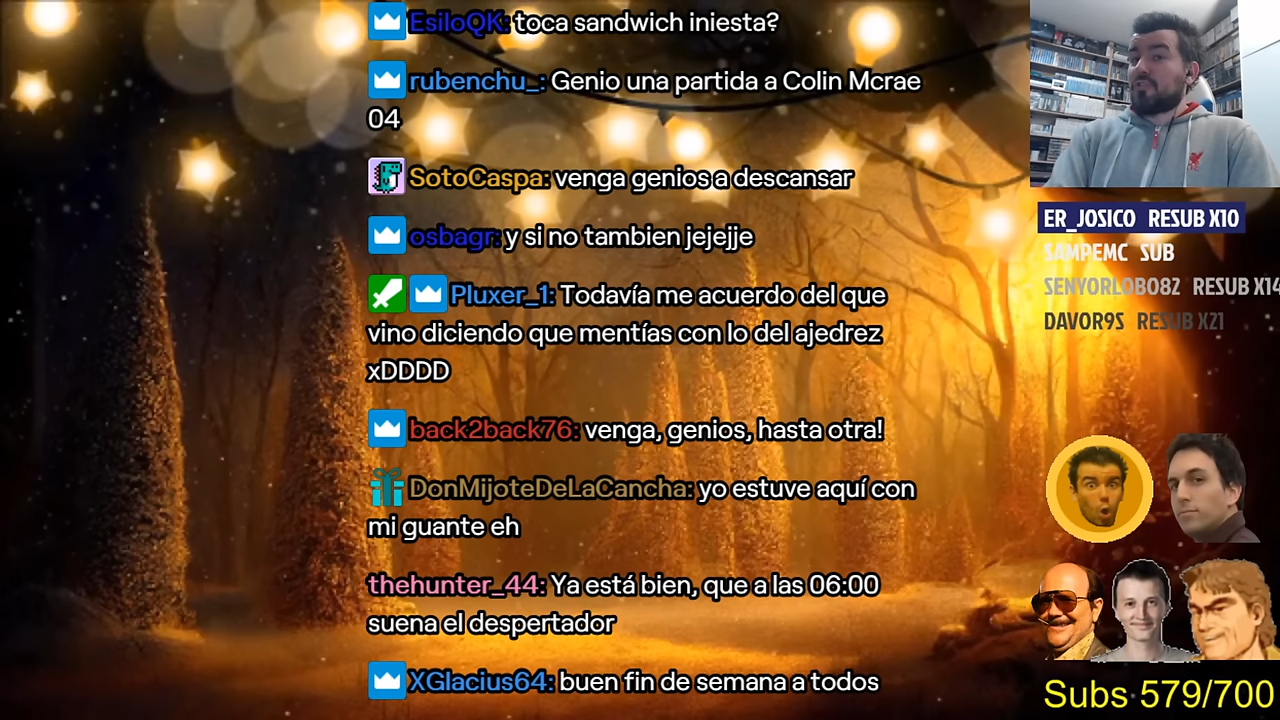 EsiloQK: toca sandwich iniesta?
rubenchu_: Genio una partida a Colin Mcrae
04
SotoCaspa: venga genios a descansar
osbagr: y si no tambien jejejje
Pluxer_1: Todavía me acuerdo del que
vino diciendo que mentías con lo del ajedrez
xDDDD
back2back76: venga, genios, hasta otra!
DonMijoteDeLaCancha: yo estuve aquí con
mi guante eh
thehunter_44: Ya está bien, que a las 06:00
suena el despertador
XGlacius64: buen fin de semana a todos
ER_JOSICO RESUB X10
SAMPEMC SUB
SENYORLOBO82 RESUB X14
DAVOR9S RESUB X21
Subs 579/700